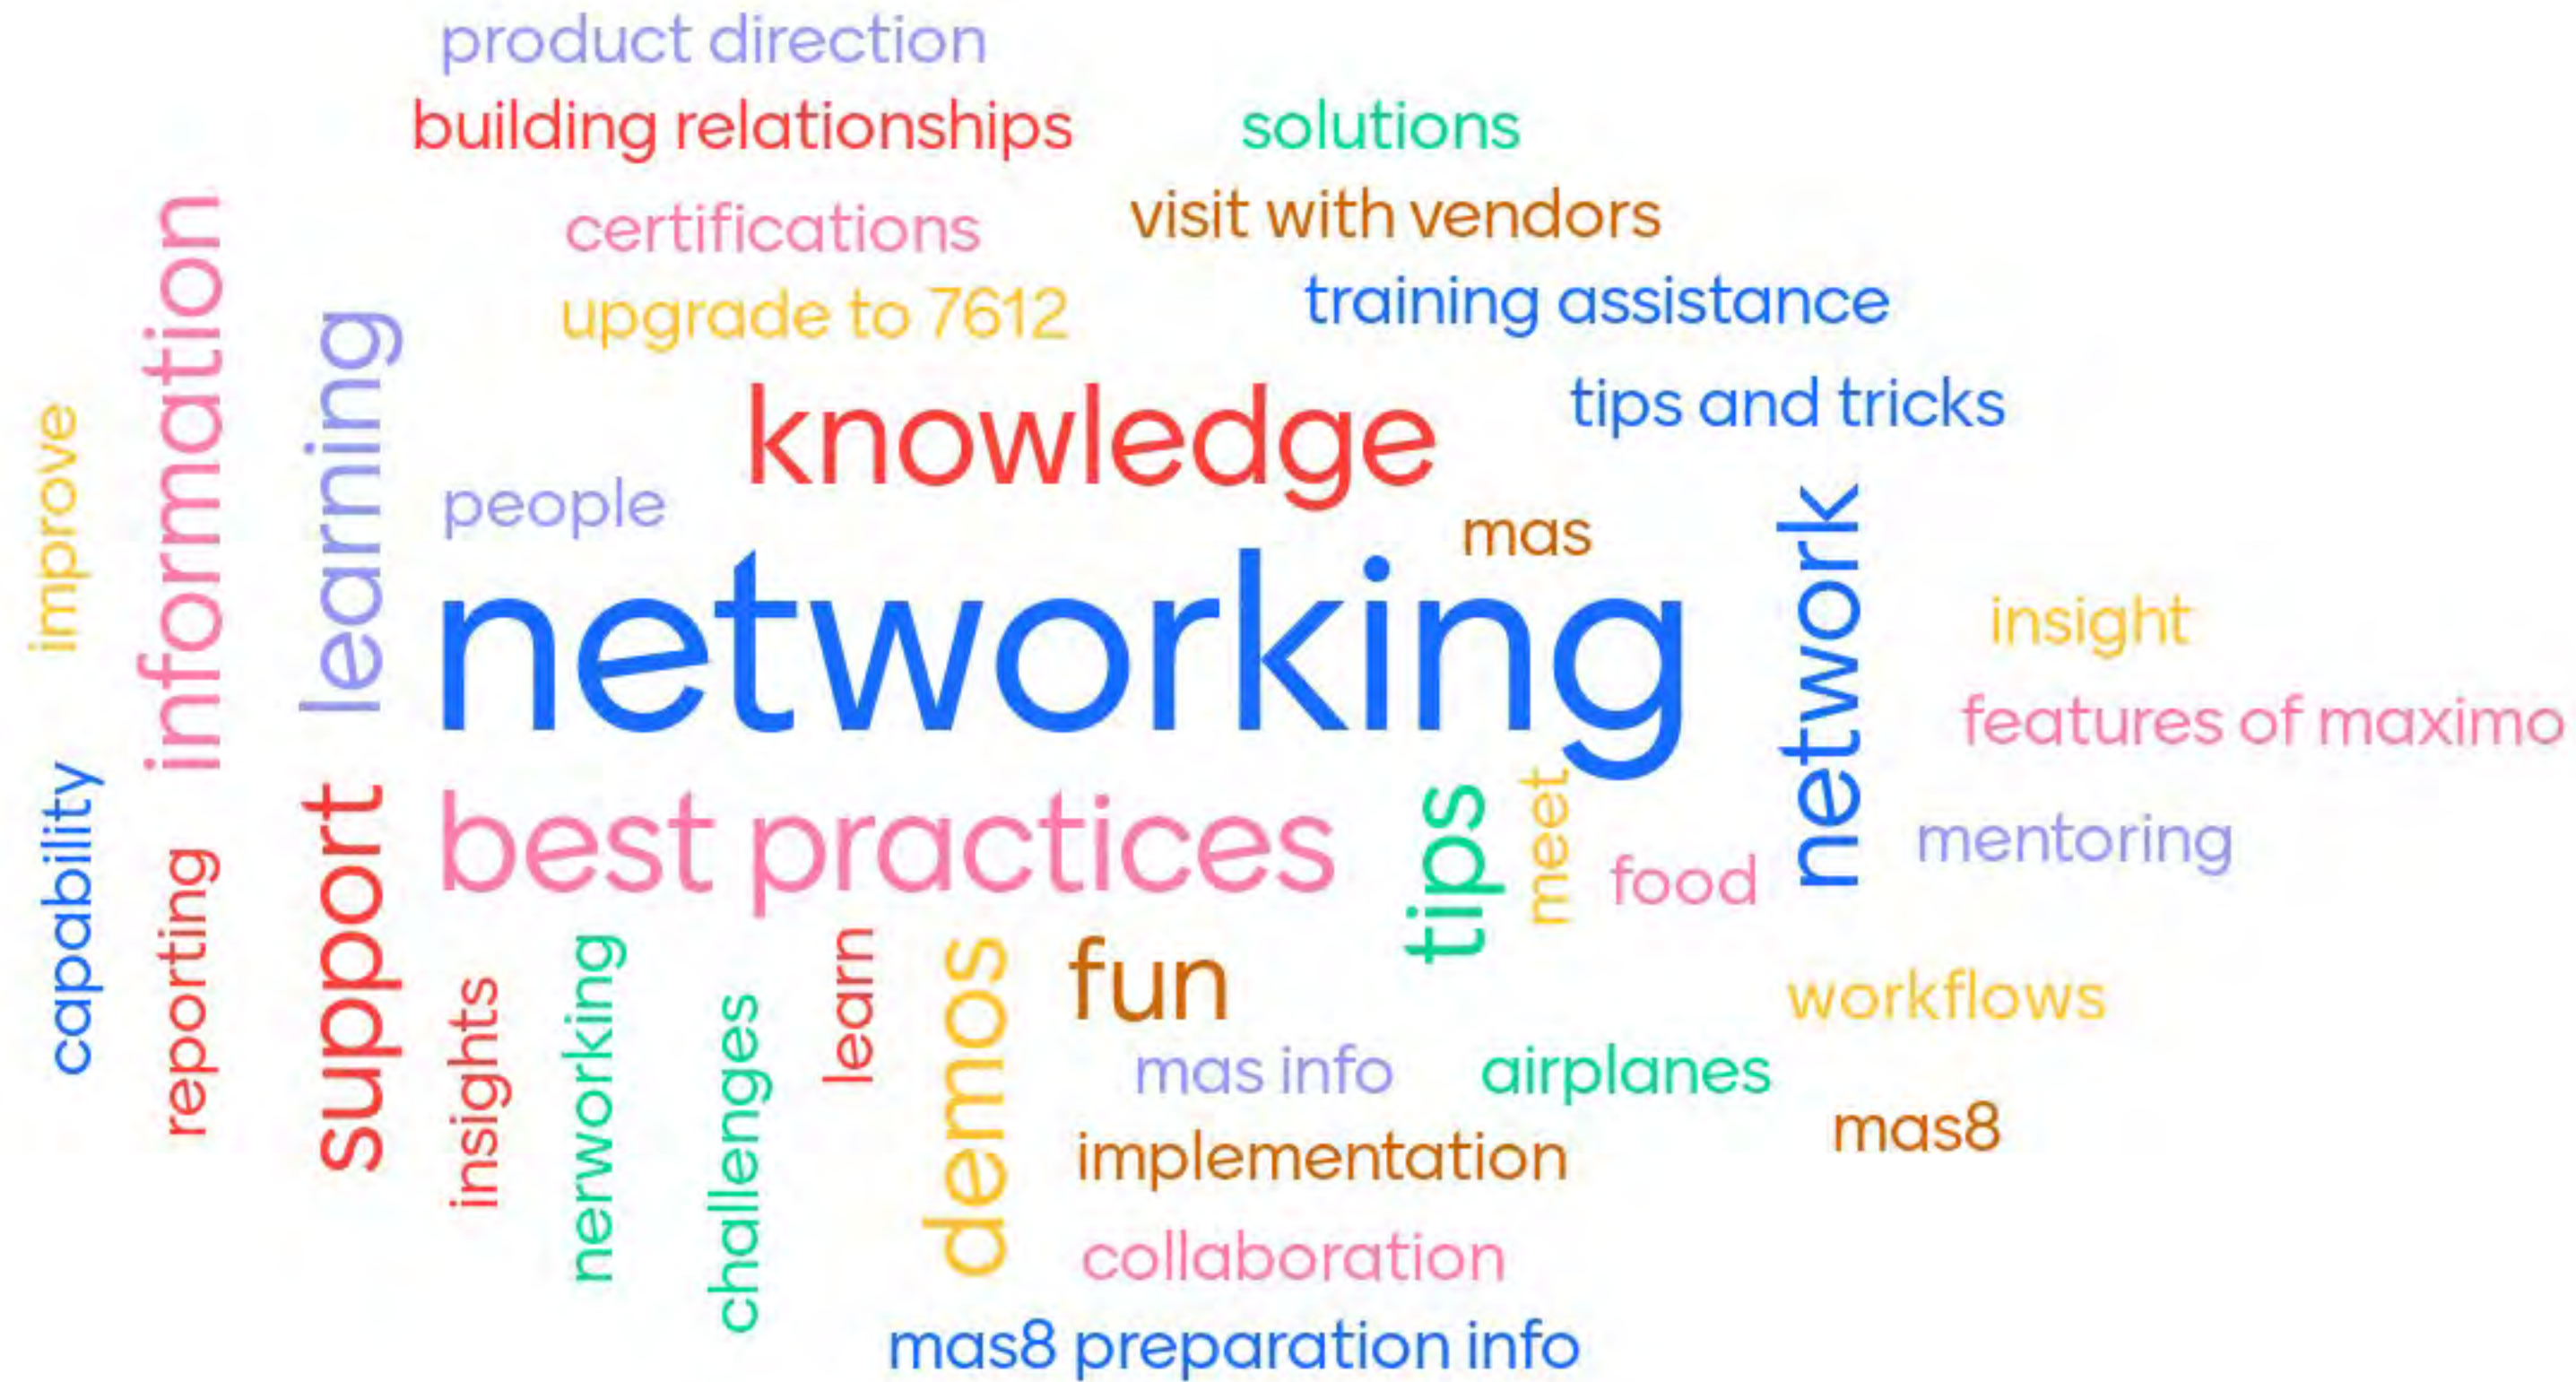 product direction
building relationships
solutions
certifications
visit with vendors
upgrade to 7612
training assistance
knowledge
tips and tricks
improve
information
learning
people
mas
networking
network
insight
features of maximo
capability
reporting
support
best practices
tips
meet
food
mentoring
insights
nerworking
challenges
learn
demos
fun
workflows
mas info
airplanes
mas8
implementation
collaboration
mas8 preparation info